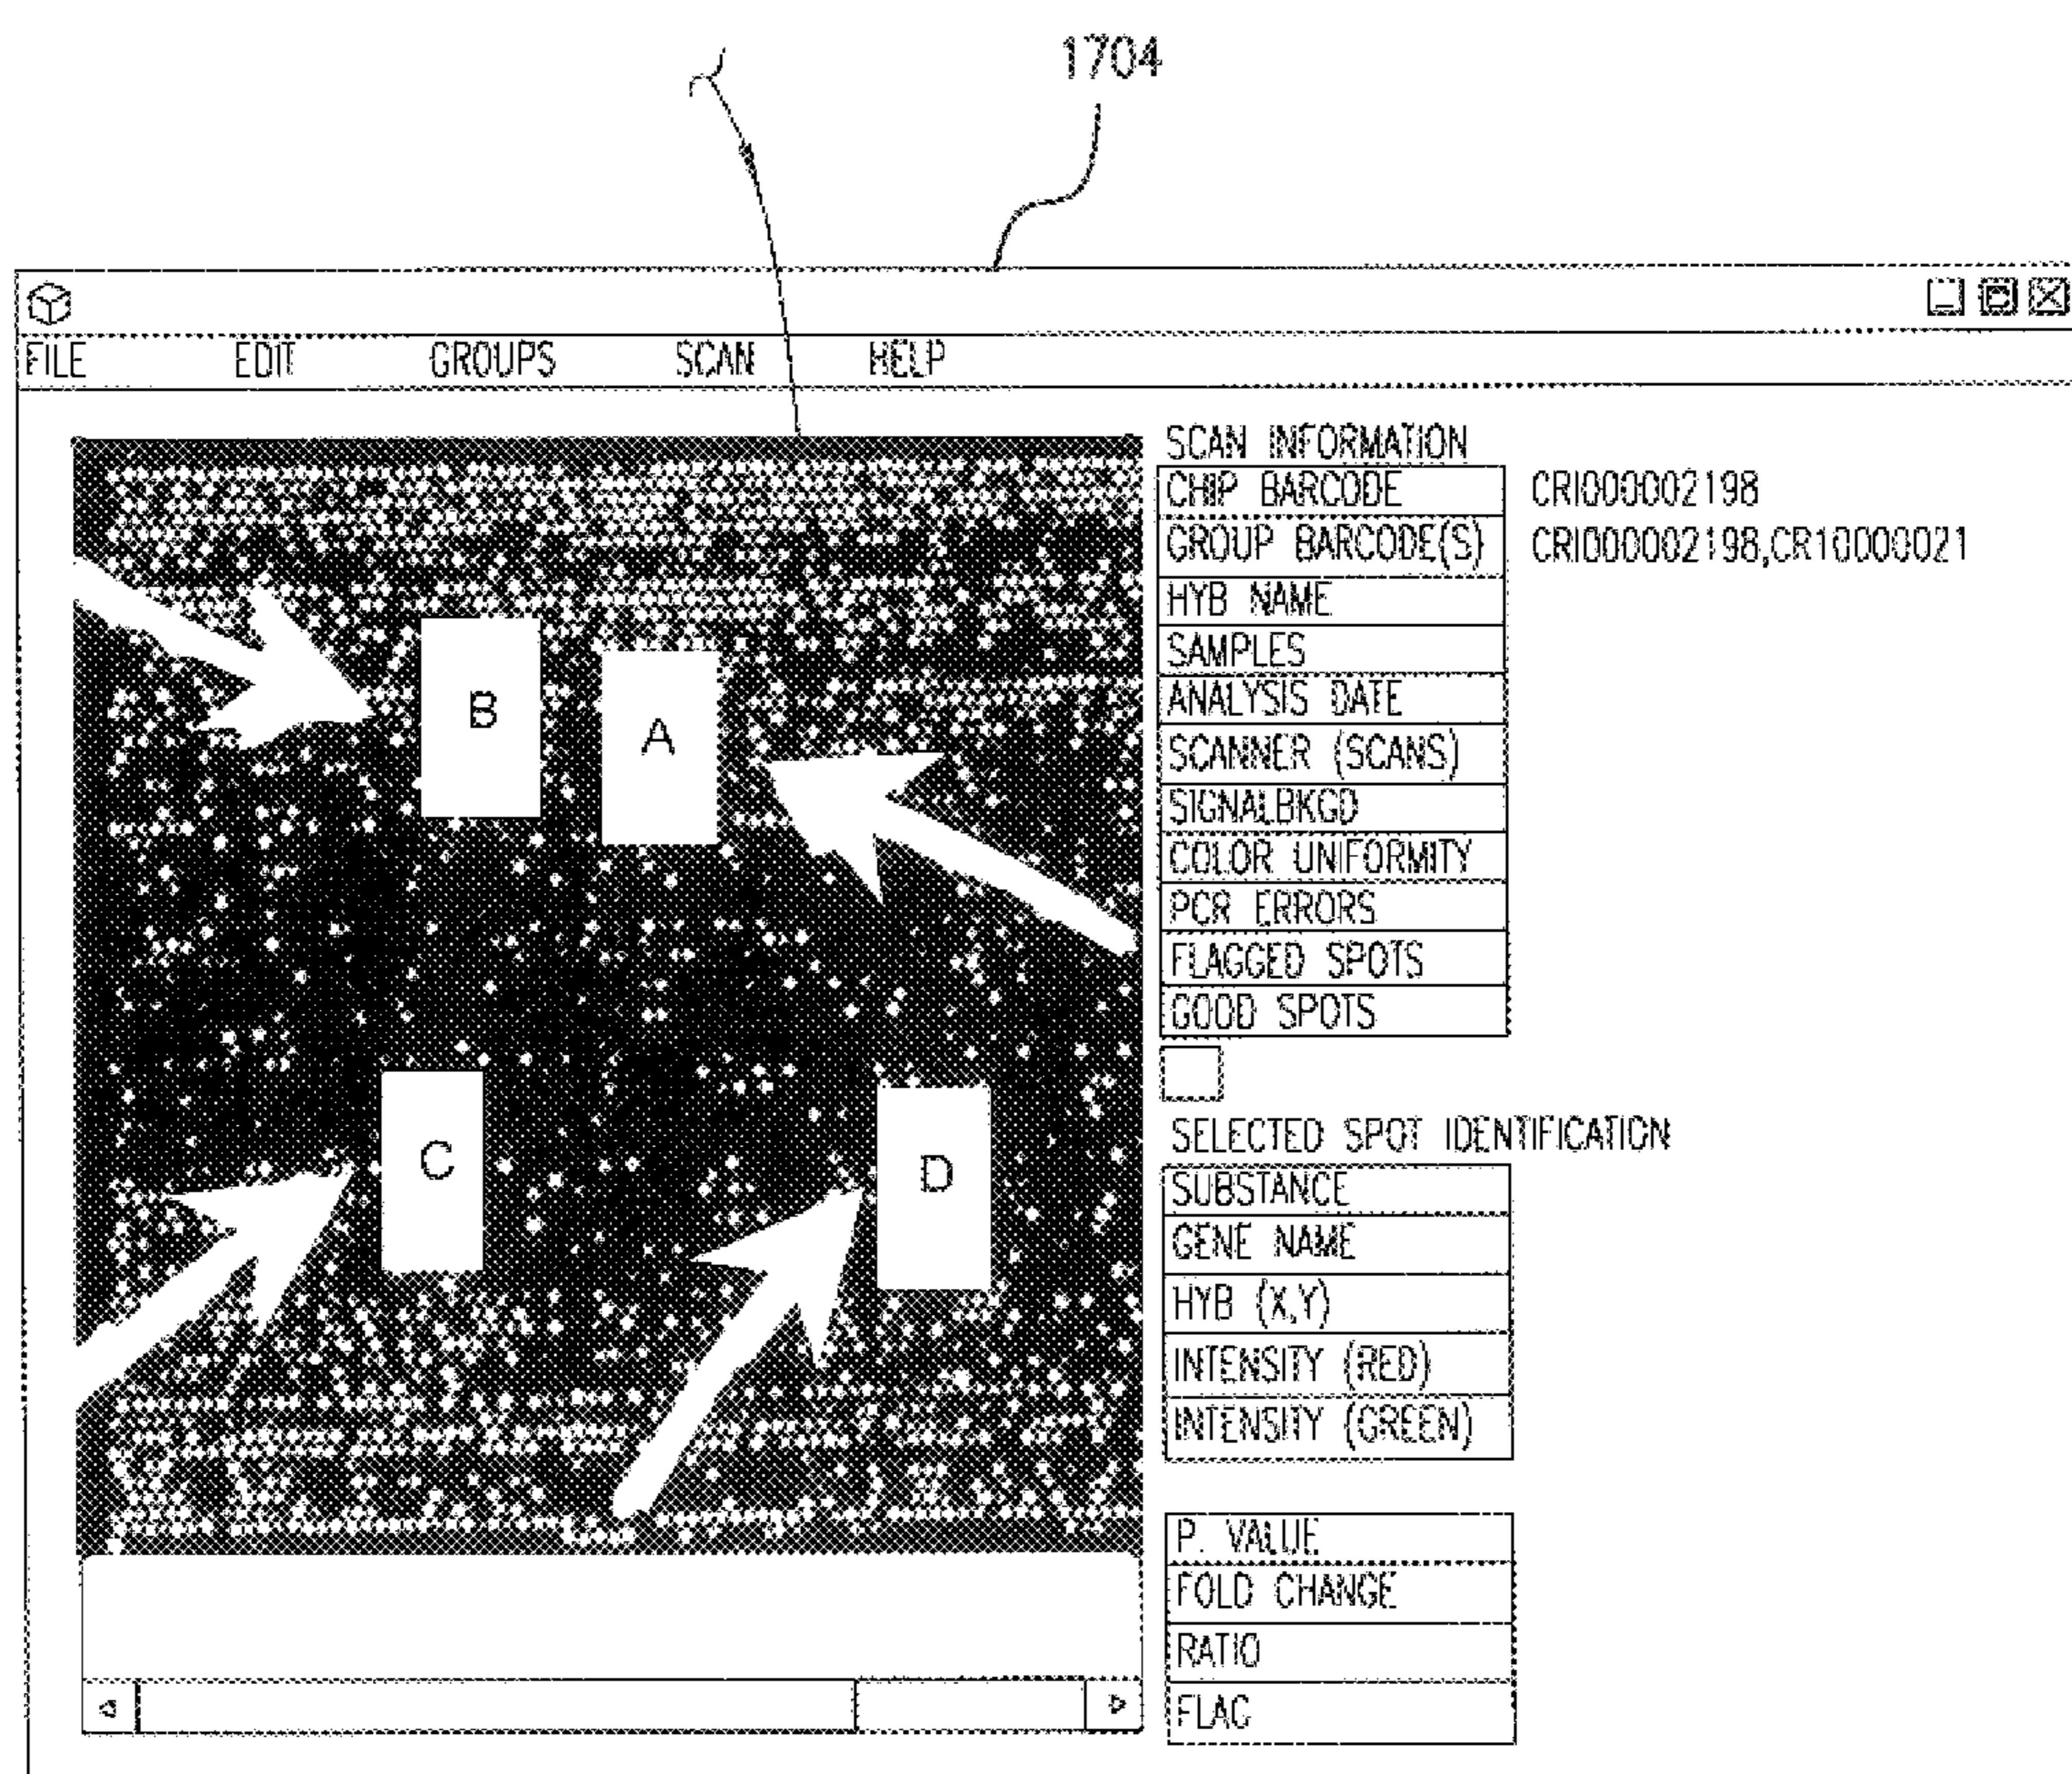 1704
FILE EDIT GROUPS SCAN HELP
B
A
C
D
SCAN INFORMATION
CHIP BARCODE CRI000002198
GROUP BARCODE(S) CRI000002198,CR10000021
HYB NAME
SAMPLES
ANALYSIS DATE
SCANNER (SCANS)
SIGNALBKGD
COLOR UNIFORMITY
PCR ERRORS
FLAGGED SPOTS
GOOD SPOTS
SELECTED SPOT IDENTIFICATION
SUBSTANCE
GENE NAME
HYB (X,Y)
INTENSITY (RED)
INTENSITY (GREEN)
P. VALUE
FOLD CHANGE
RATIO
FLAG